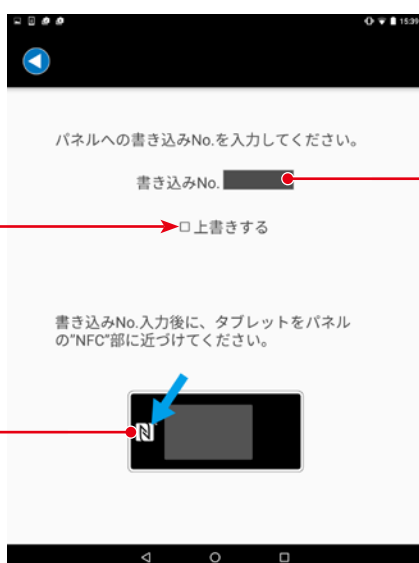 15:39
パネルへの書き込みNo.を入力してください。
書き込みNo.
上書きする
書き込みNo.入力後に、タブレットをパネル
の"NFC"部に近づけてください。